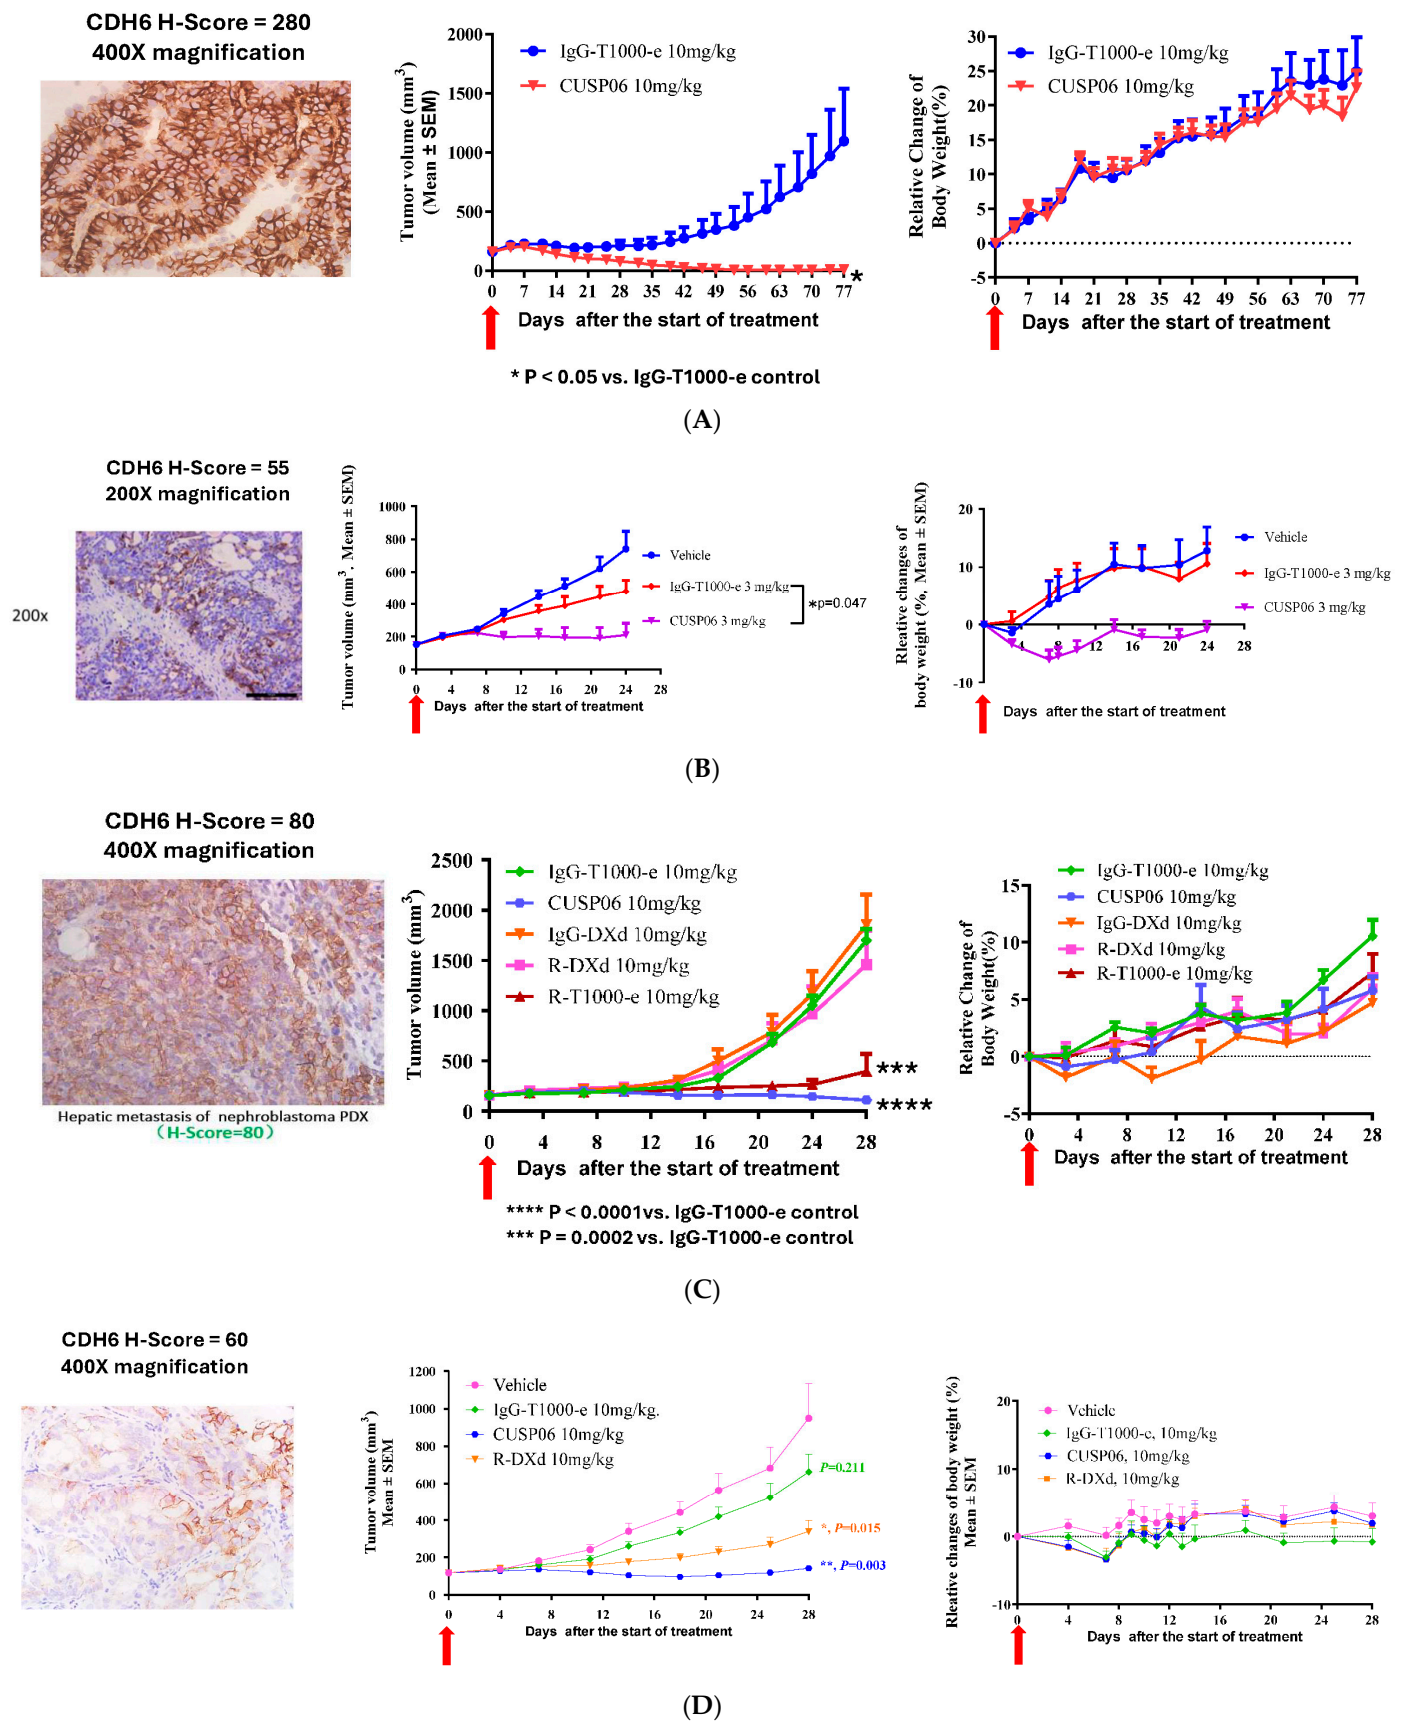 CDH6 H-Score = 280
400X magnification
Tumor volume (mm3)
(Mean ± SEM)
2000
1500
1000
500
0
IgG-T1000-e 10mg/kg
CUSP06 10mg/kg
*
0 7 14 21 28 35 42 49 56 63 70 77
Days after the start of treatment
* P < 0.05 vs. IgG-T1000-e control
Relative Change of
Body Weight(%)
30
25
20
15
10
5
0
-5
IgG-T1000-e 10mg/kg
CUSP06 10mg/kg
0 7 14 21 28 35 42 49 56 63 70 77
Days after the start of treatment
(A)
CDH6 H-Score = 55
200X magnification
200x
Tumor volume (mm3, Mean ± SEM)
1000
800
600
400
200
0
Vehicle
IgG-T1000-e 3 mg/kg
CUSP06 3 mg/kg
*p=0.047
0 4 8 12 16 20 24 28
Days after the start of treatment
Rleative changes of
body weight (%, Mean ± SEM)
20
10
0
-10
Vehicle
IgG-T1000-e 3 mg/kg
CUSP06 3 mg/kg
4 8 12 16 20 24 28
Days after the start of treatment
(B)
CDH6 H-Score = 80
400X magnification
Hepatic metastasis of nephroblastoma PDX
(H-Score=80)
Tumor volume (mm3)
2500
2000
1500
1000
500
0
IgG-T1000-e 10mg/kg
CUSP06 10mg/kg
IgG-DXd 10mg/kg
R-DXd 10mg/kg
R-T1000-e 10mg/kg
***
****
0 4 8 12 16 20 24 28
Days after the start of treatment
**** P < 0.0001vs. IgG-T1000-e control
*** P = 0.0002 vs. IgG-T1000-e control
Relative Change of
Body Weight(%)
15
10
5
0
-5
IgG-T1000-e 10mg/kg
CUSP06 10mg/kg
IgG-DXd 10mg/kg
R-DXd 10mg/kg
R-T1000-e 10mg/kg
0 4 8 12 16 20 24 28
Days after the start of treatment
(C)
CDH6 H-Score = 60
400X magnification
Tumor volume (mm3)
Mean ± SEM
1200
1000
800
600
400
200
0
Vehicle
IgG-T1000-e 10mg/kg.
CUSP06 10mg/kg
R-DXd 10mg/kg
P=0.211
*, P=0.015
**, P=0.003
0 4 8 12 16 20 24 28
Days after the start of treatment
Rleative changes of body weight (%)
Mean ± SEM
20
10
0
-10
Vehicle
IgG-T1000-e, 10mg/kg
CUSP06, 10mg/kg
R-DXd, 10mg/kg
0 4 8 12 16 20 24 28
Days after the start of treatment
(D)